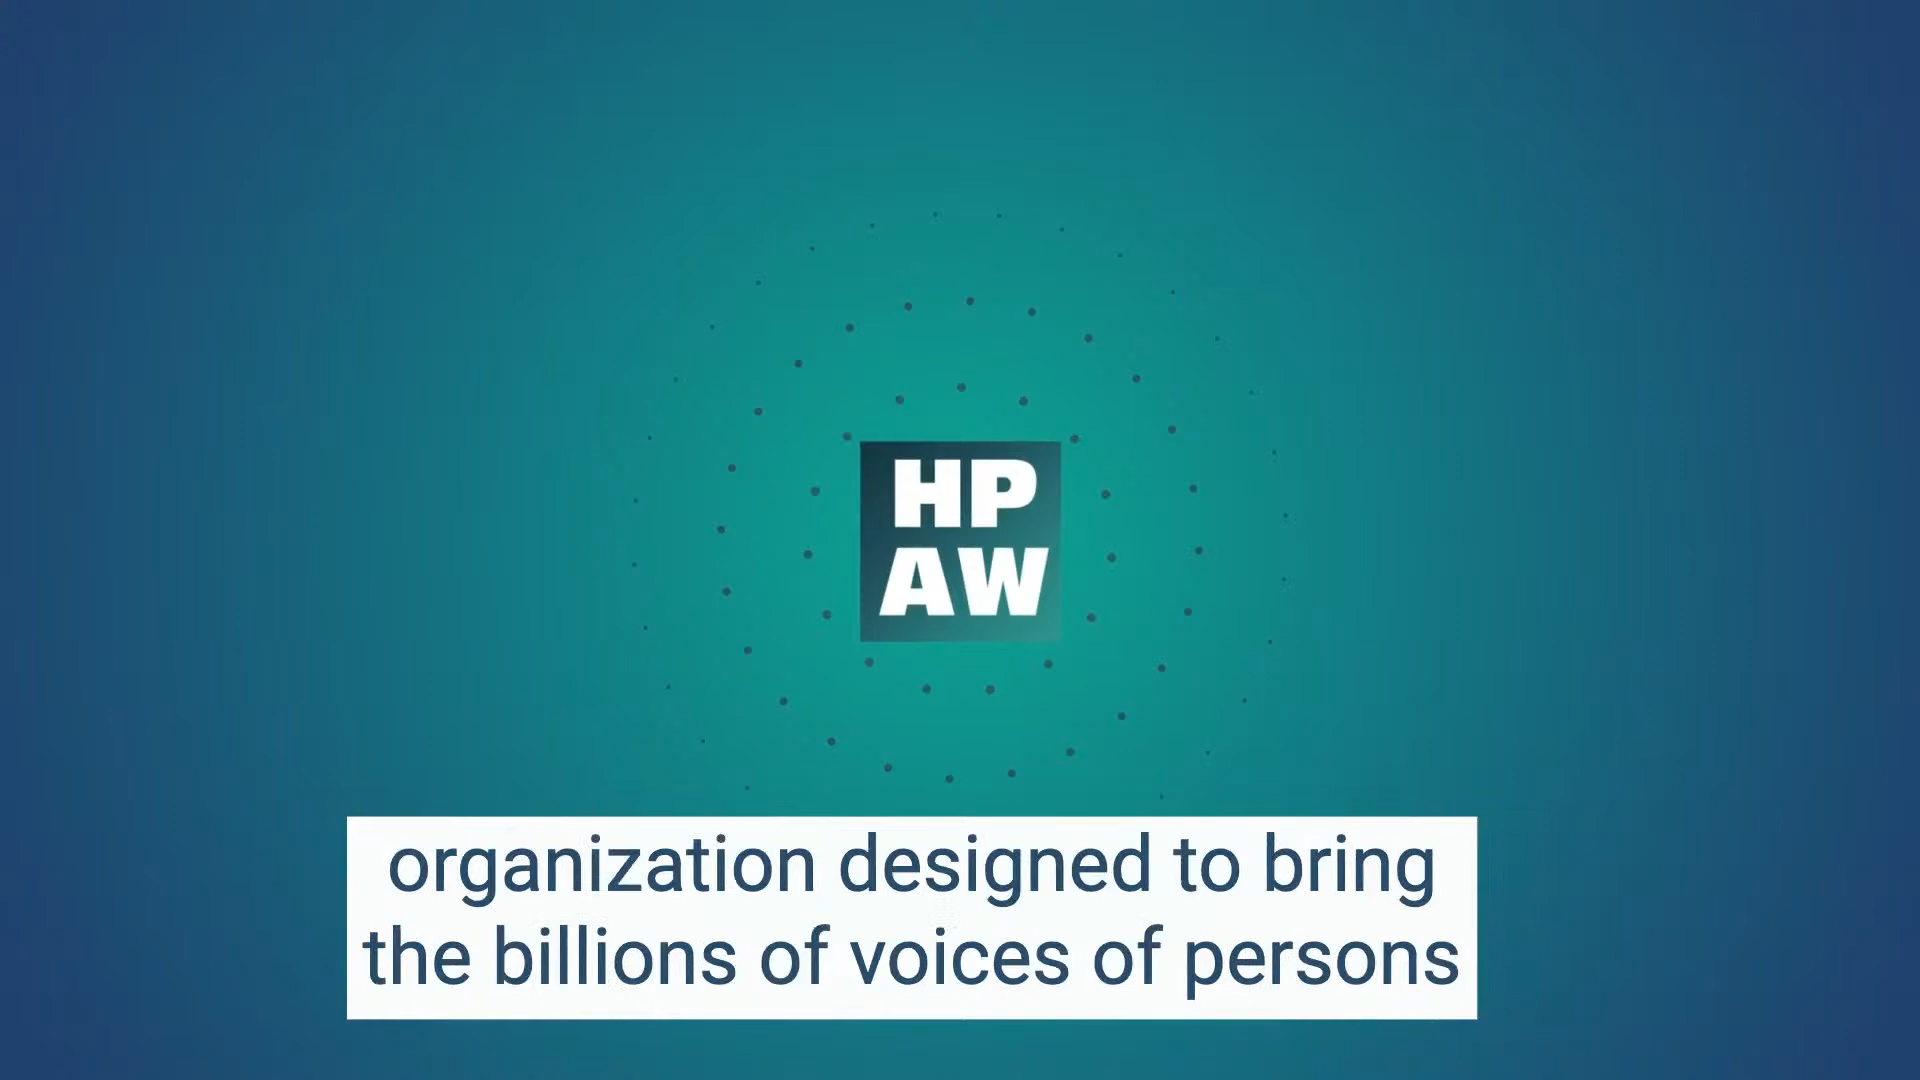 HP
AW
organization designed to bring
the billions of voices of persons